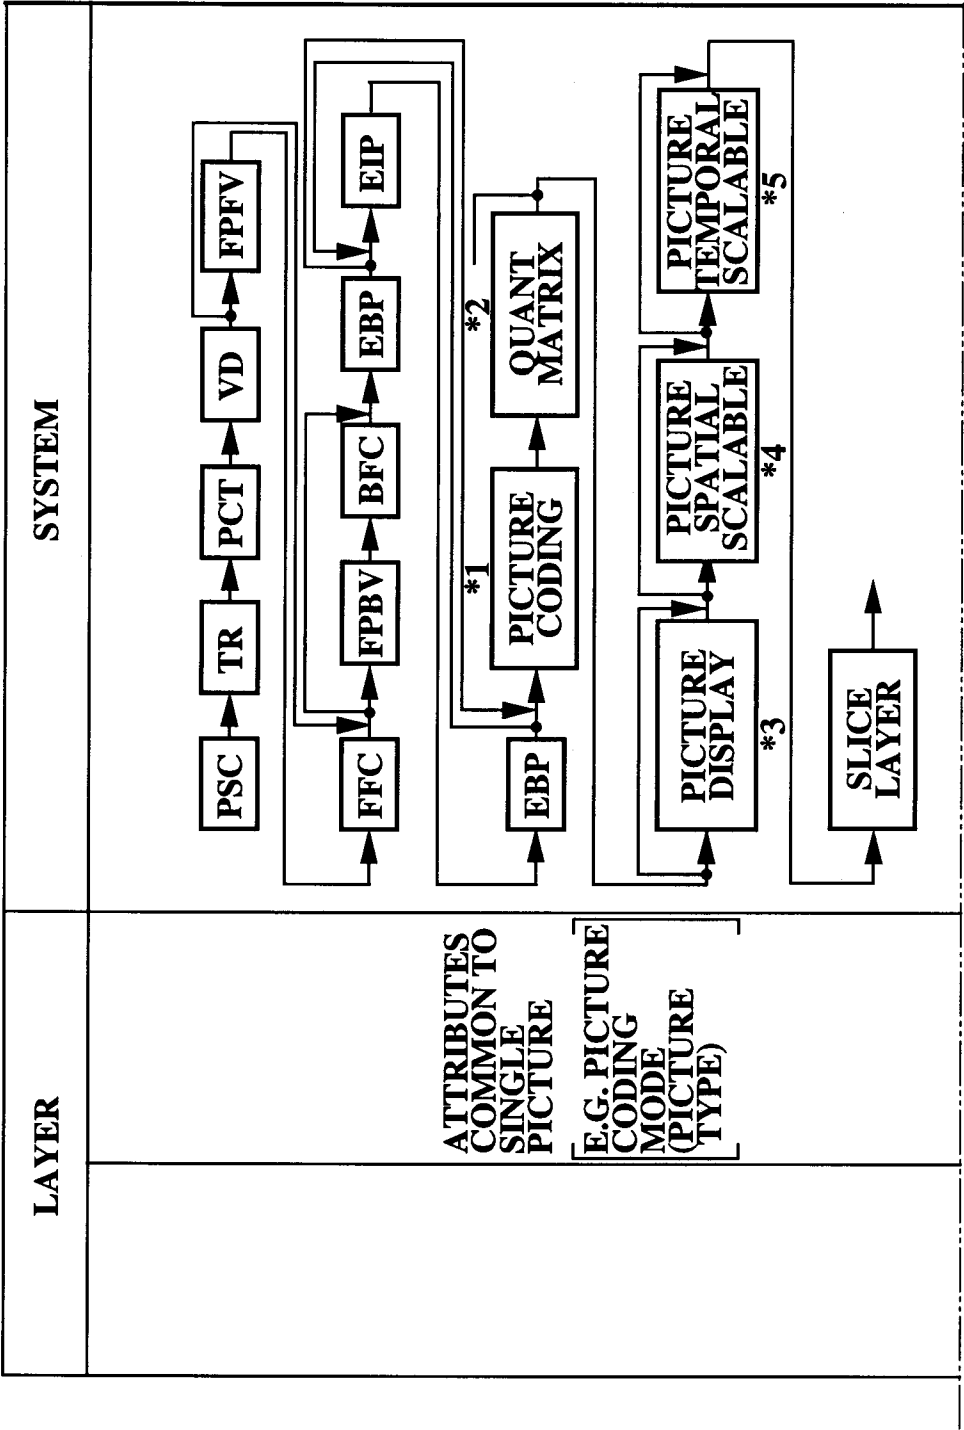 LAYER
SYSTEM
ATTRIBUTES
COMMON TO
SINGLE
PICTURE
E.G. PICTURE
CODING
MODE
(PICTURE
TYPE)
PSC
TR
PCT
VD
FPFV
FFC
FPBV
BFC
EBP
EIP
EBP
*1
PICTURE
CODING
*2
QUANT
MATRIX
PICTURE
DISPLAY
*3
PICTURE
SPATIAL
SCALABLE
*4
PICTURE
TEMPORAL
SCALABLE
*5
SLICE
LAYER